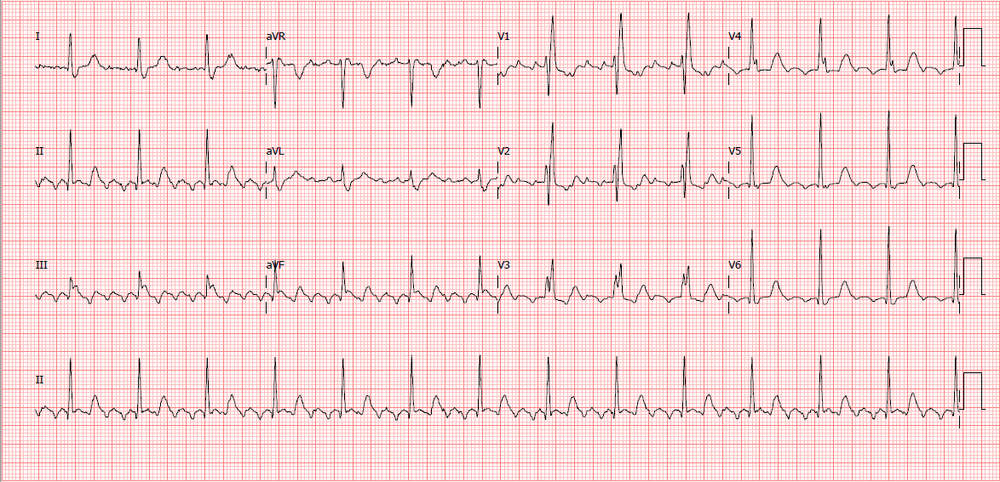 I aVR V1 V4
II aVL V2 V5
III aVF V3 V6
II